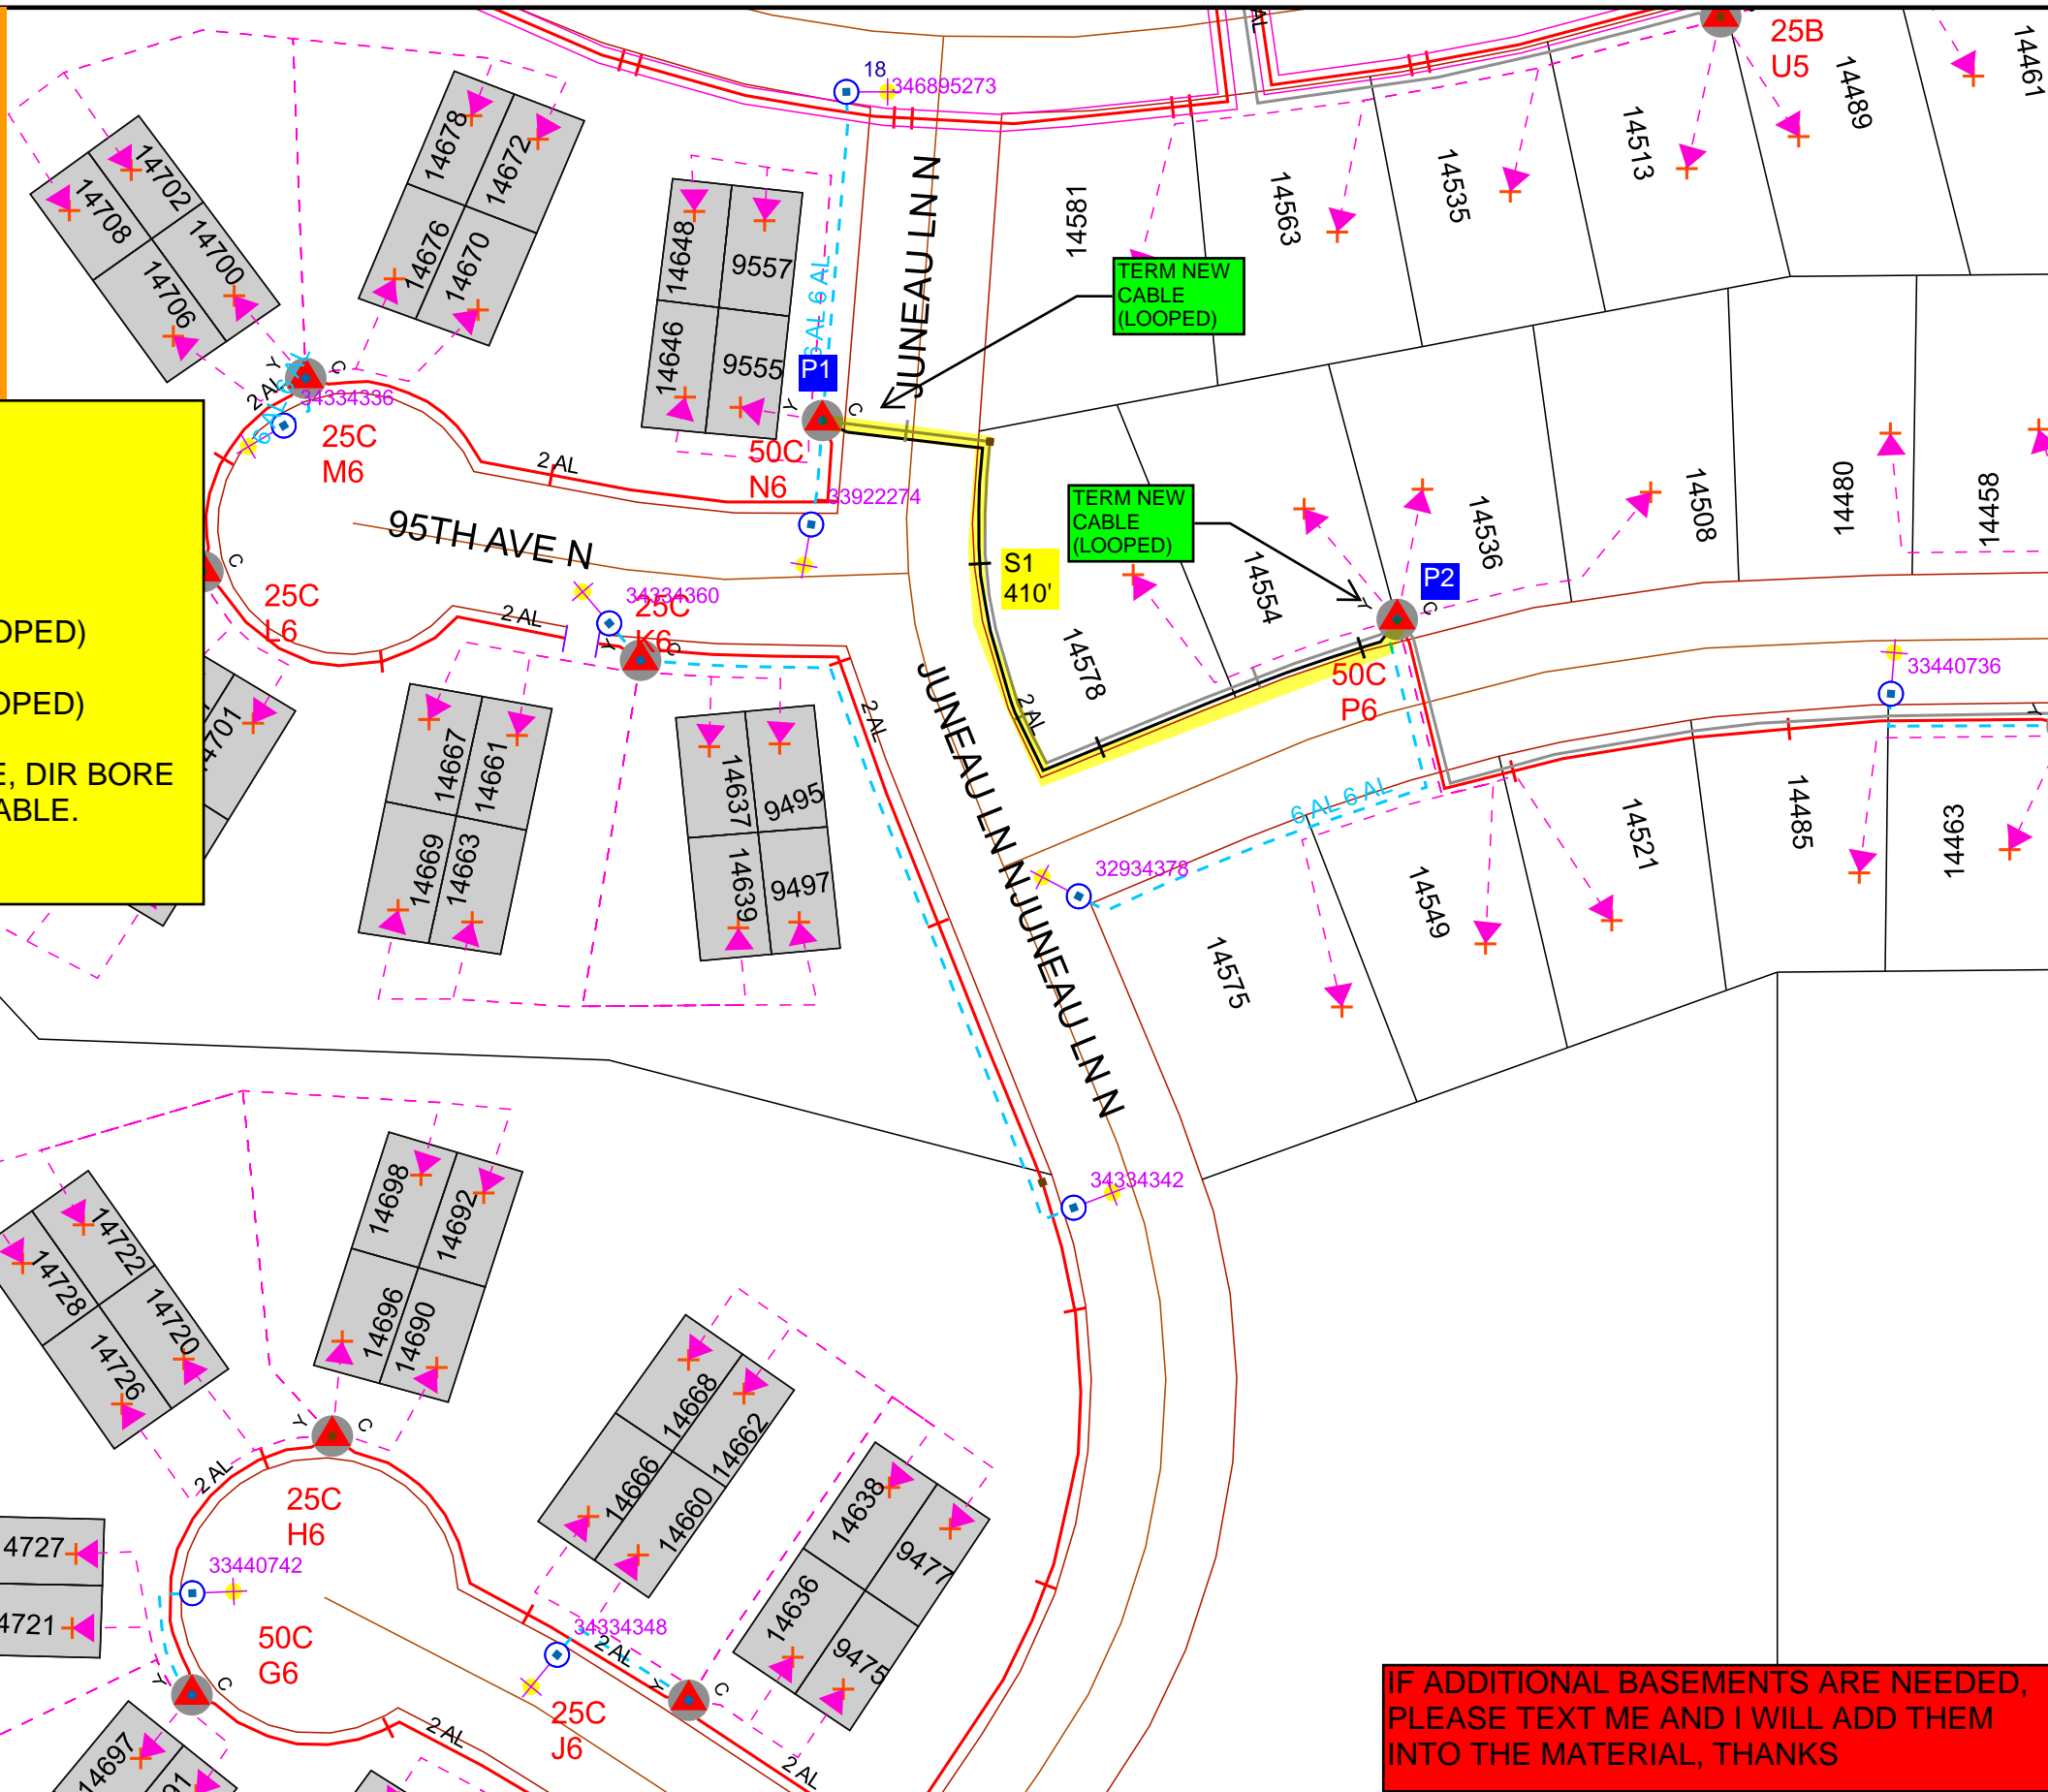 18
346895273
25B
U5
14461
14489
14513
14535
14563
14581
JUNEAU LN N
14702
14708
14700
14706
14678
14672
14676
14670
14648
9557
14646
9555
6 AL 6 AL
TERM NEW
CABLE
(LOOPED)
P1
Y
C
50C
N6
Y
C
2 AL
34334336
25C
M6
2 AL
33922274
95TH AVE N
TERM NEW
CABLE
(LOOPED)
S1
410'
14554
14536
14508
14480
14458
P2
Y
C
50C
P6
14578
2 AL
33440736
Y
C
25C
L6
2 AL
34334360
25C
K6
Y
C
2 AL
OPED)
OPED)
E, DIR BORE
ABLE.
14701
14667
14661
14669
14663
14637
9495
14639
9497
JUNEAU LN N
JUNEAU LN N
6 AL 6 AL
32934378
14575
14549
14521
14485
14463
34334342
14698
14692
14696
14690
14722
14728
14720
14726
Y
C
2 AL
25C
H6
14668
14662
14666
14660
14638
9477
14636
9475
4727
4721
33440742
50C
G6
Y
C
34334348
2 AL
Y
C
25C
J6
2 AL
2 AL
14697
91
IF ADDITIONAL BASEMENTS ARE NEEDED,
PLEASE TEXT ME AND I WILL ADD THEM
INTO THE MATERIAL, THANKS